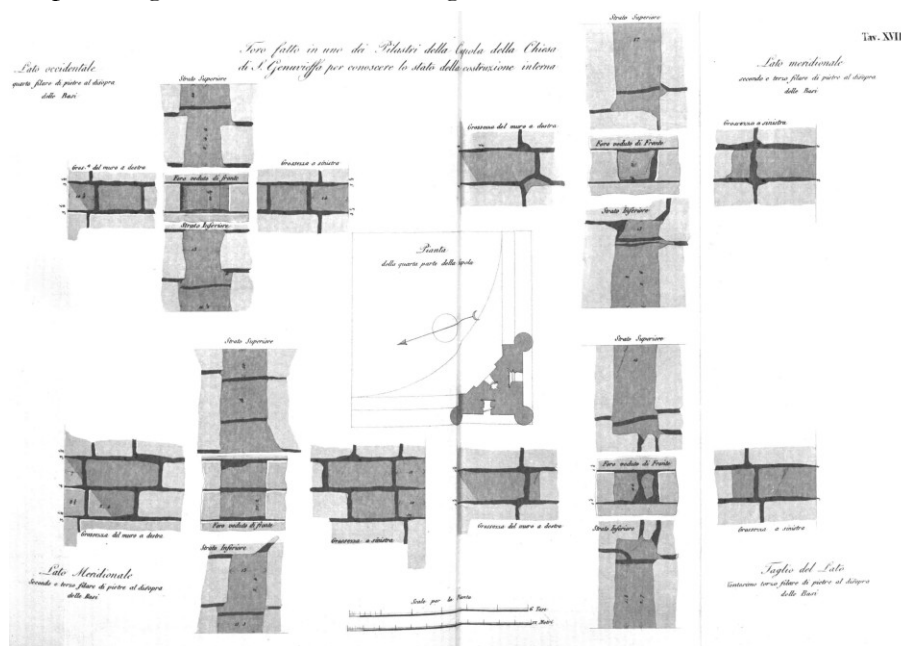 Tav. XVII
Foro fatto in uno dei Pilastri della Cupola della Chiesa
di S. Genuvieffa per conoscere lo stato della costruzione interna
Lato occidentale
quarto filare di pietre al disopra
delle Basi
Strato Superiore
Gros.ᵃ del muro a destra
Foro veduto di fronte
Grossezza a sinistra
Strato Inferiore
Strato Superiore
Lato meridionale
secondo e terzo filare di pietre al disopra
delle Basi
Grossezza del muro a destra
Foro veduto di Fronte
Grossezza a sinistra
Strato Inferiore
Pianta
della quarta parte della Cupola
Strato Superiore
Grossezza del muro a destra
Foro veduto di fronte
Grossezza a sinistra
Strato Inferiore
Lato Meridionale
Secondo e terzo filare di pietre al disopra
delle Basi
Strato Superiore
Grossezza del muro a destra
Foro veduto di Fronte
Grossezza a sinistra
Strato Inferiore
Taglio del Lato
terzo filare di pietre al disopra
delle Basi
Scala per la Pianta
6 Tese
Metri